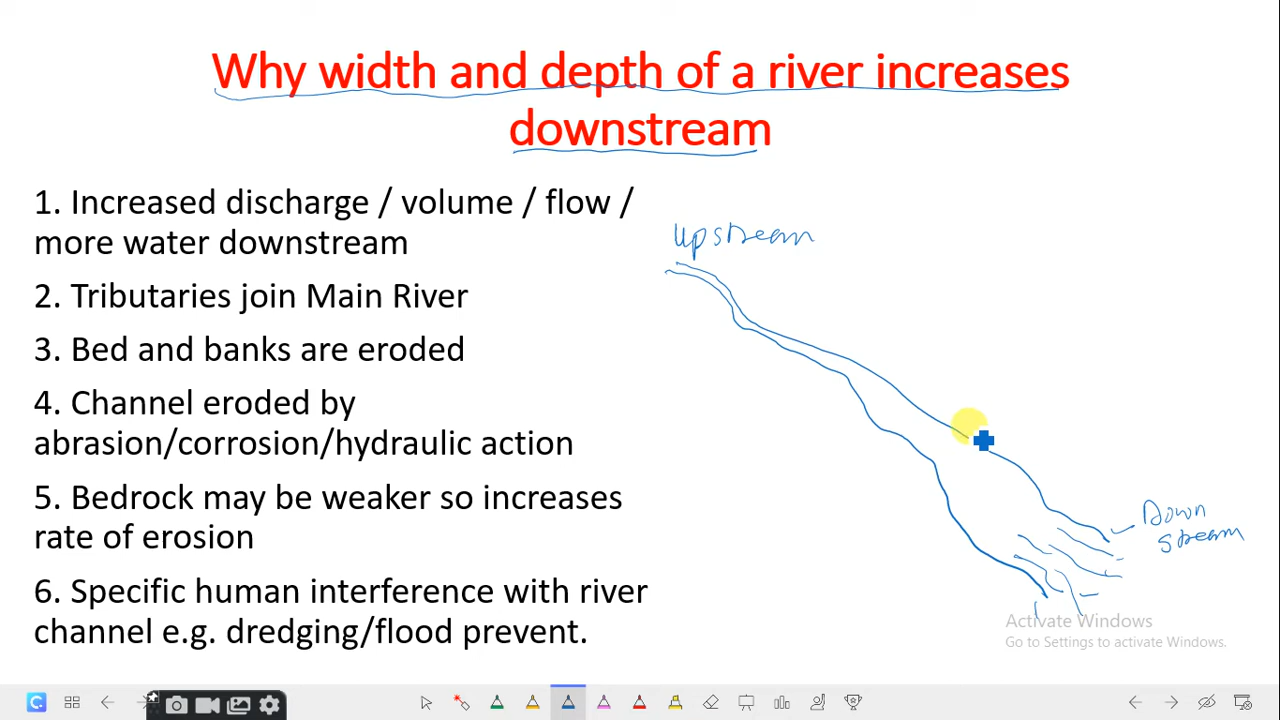 Why width and depth of a river increases
downstream
1. Increased discharge / volume / flow /
more water downstream
2. Tributaries join Main River
3. Bed and banks are eroded
4. Channel eroded by
abrasion/corrosion/hydraulic action
5. Bedrock may be weaker so increases
rate of erosion
6. Specific human interference with river
channel e.g. dredging/flood prevent.
upstream
Down
stream
Activate Windows
Go to Settings to activate Windows.